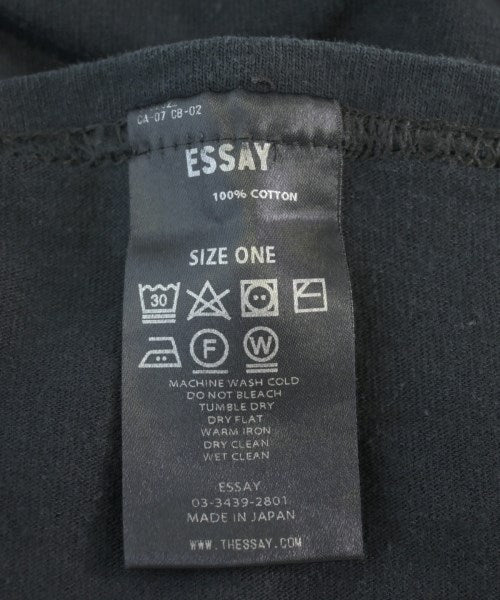 CA-07 CB-02
ESSAY
100% COTTON
SIZE ONE
30
F W
MACHINE WASH COLD
DO NOT BLEACH
TUMBLE DRY
DRY FLAT
WARM IRON
DRY CLEAN
WET CLEAN
ESSAY
03-3439-2801
MADE IN JAPAN
WWW.THESSAY.COM